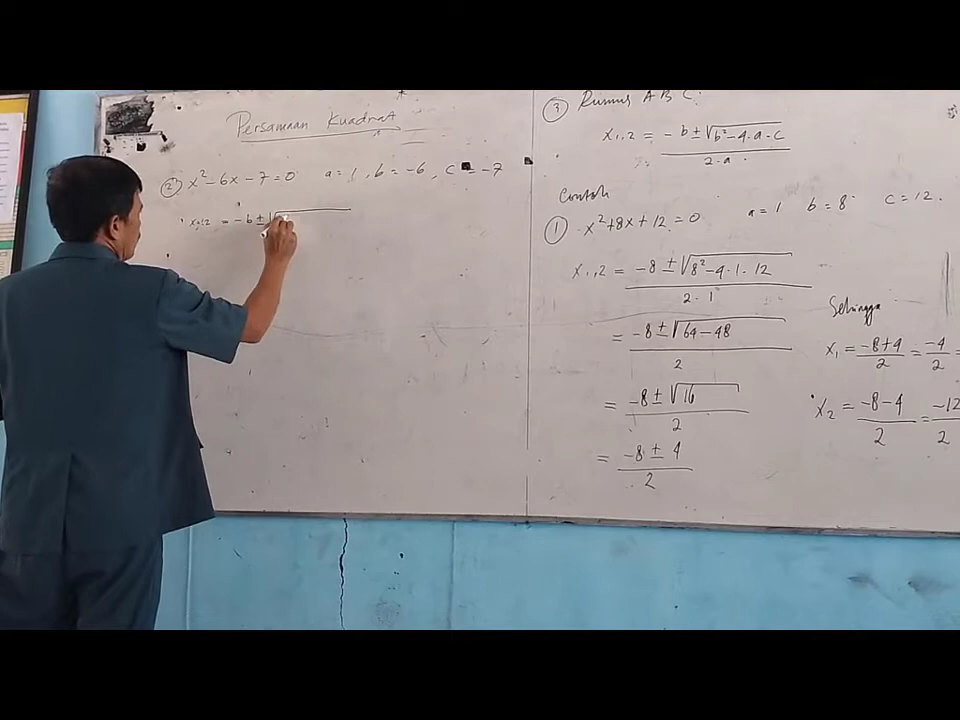 Persamaan Kuadrat
② x² - 6x - 7 = 0   a = 1, b = -6, c = -7
x₁,₂ = -b ± √
③ Rumus A B C
x₁,₂ = -b ± √b² - 4·a·c
2·a
Contoh
① x² + 8x + 12 = 0   a = 1   b = 8   c = 12.
x₁,₂ = -8 ± √8² - 4·1·12
2·1
= -8 ± √64 - 48
2
= -8 ± √16
2
= -8 ± 4
2
Sehingga
x₁ = -8+4 = -4
2   2
x₂ = -8-4 = -12
2   2